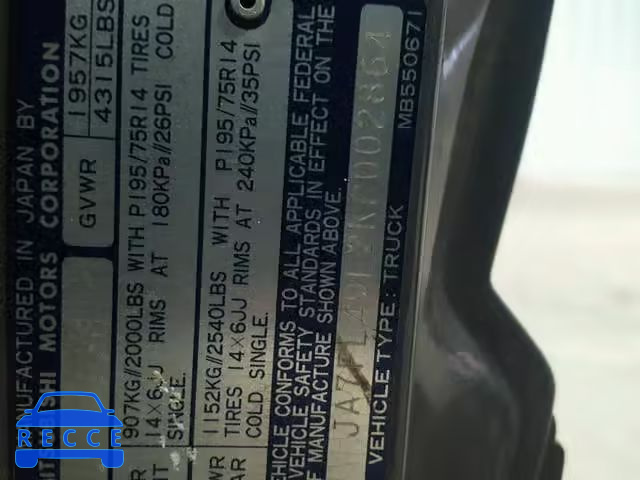 NUFACTURED IN JAPAN BY
MITSUBISHI MOTORS CORPORATION
GVWR 1957KG
4315LBS
907KG//2000LBS WITH P195/75R14 TIRES
14×6JJ RIMS AT 180KPa//26PSI COLD
SINGLE.
1152KG//2540LBS WITH P195/75R14
TIRES 14×6JJ RIMS AT 240KPa//35PSI
COLD SINGLE.
VEHICLE CONFORMS TO ALL APPLICABLE FEDERAL
VEHICLE SAFETY STANDARDS IN EFFECT ON THE
OF MANUFACTURE SHOWN ABOVE.
VEHICLE TYPE: TRUCK MB550671
RECCE